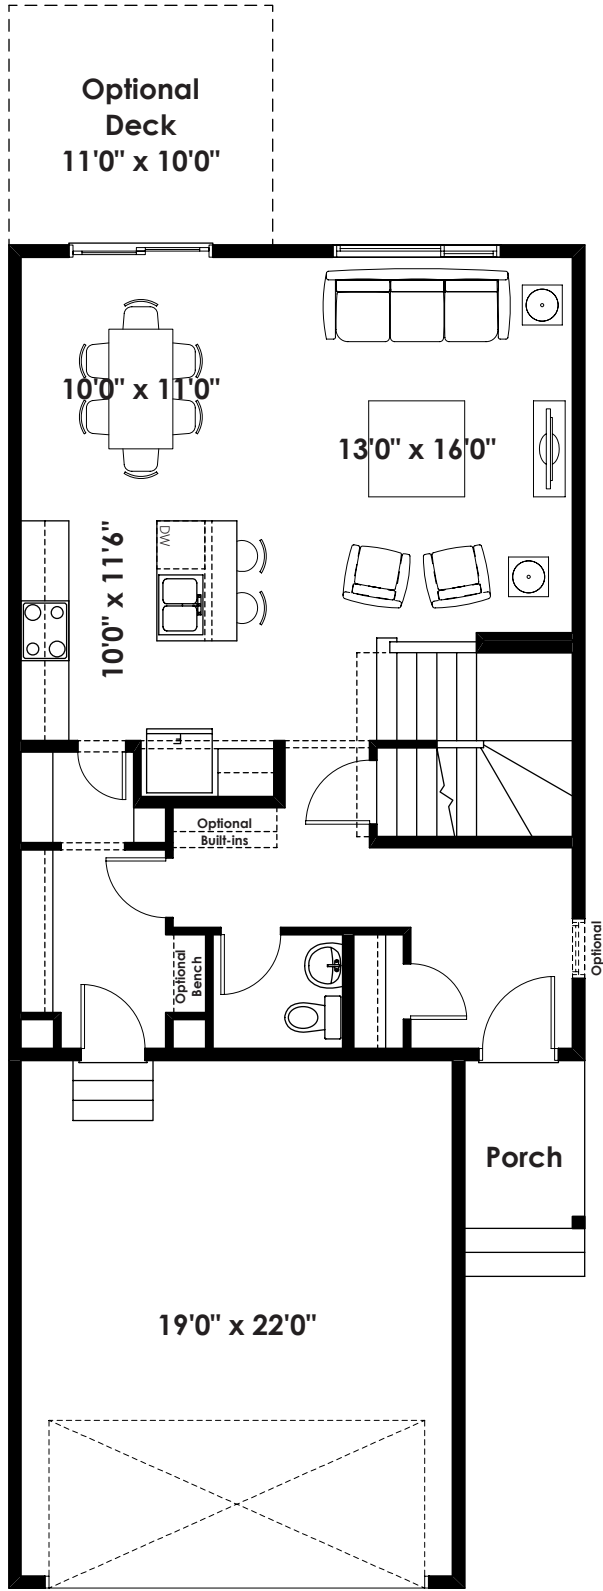 Optional
Deck
11'0" x 10'0"
10'0" x 11'0"
13'0" x 16'0"
10'0" x 11'6"
DW
Optional
Built-ins
Optional
Bench
Optional
Porch
19'0" x 22'0"